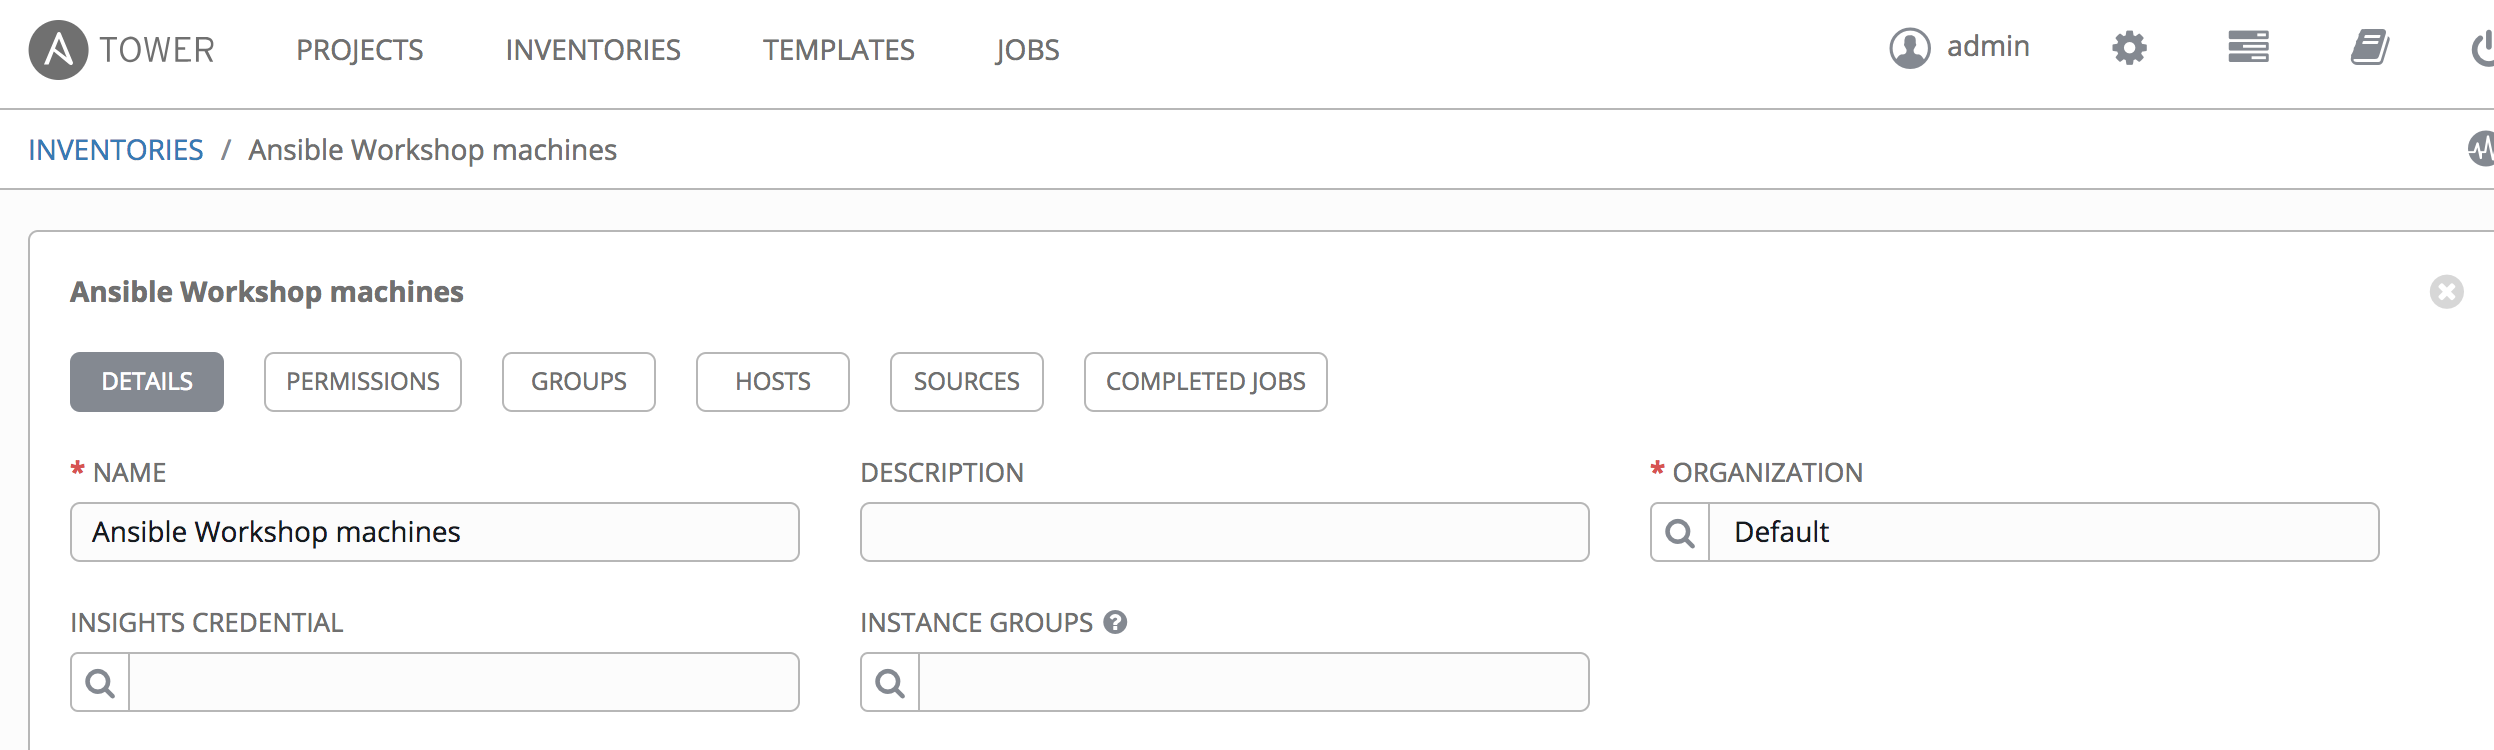 TOWER PROJECTS INVENTORIES TEMPLATES JOBS admin
INVENTORIES / Ansible Workshop machines
Ansible Workshop machines
DETAILS PERMISSIONS GROUPS HOSTS SOURCES COMPLETED JOBS
* NAME DESCRIPTION * ORGANIZATION
Ansible Workshop machines Default
INSIGHTS CREDENTIAL INSTANCE GROUPS ?